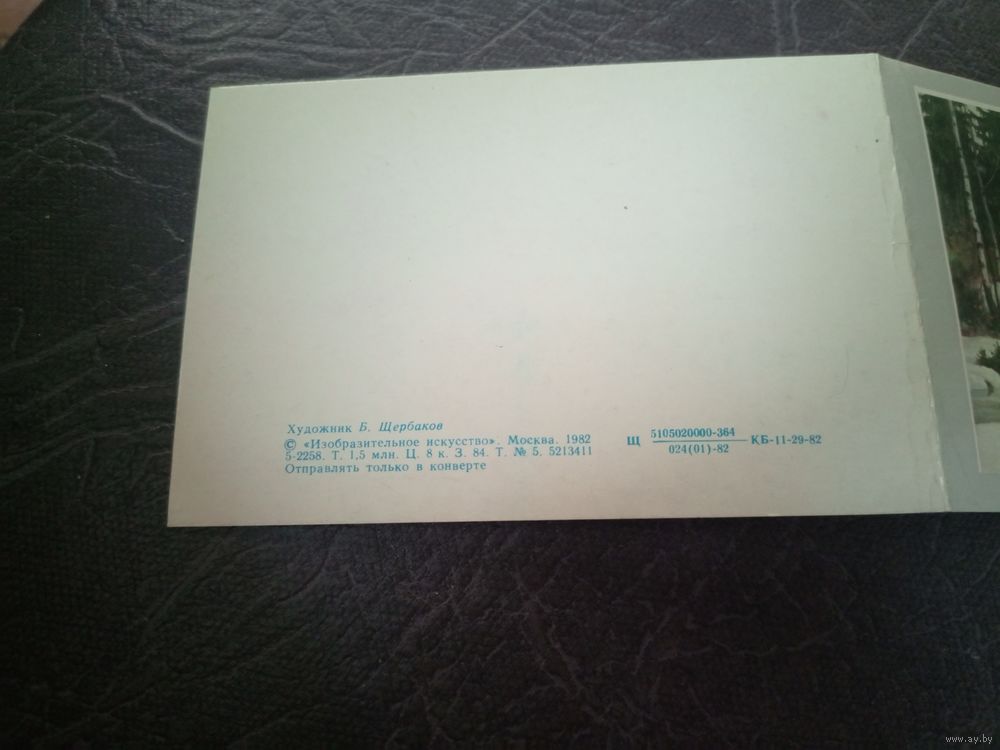 Художник Б. Щербаков
© «Изобразительное искусство». Москва. 1982
5-2258. Т. 1,5 млн. Ц. 8 к. З. 84. Т. № 5. 5213411
Отправлять только в конверте
Щ 5105020000-364 КБ-11-29-82
024(01)-82
www.ay.by